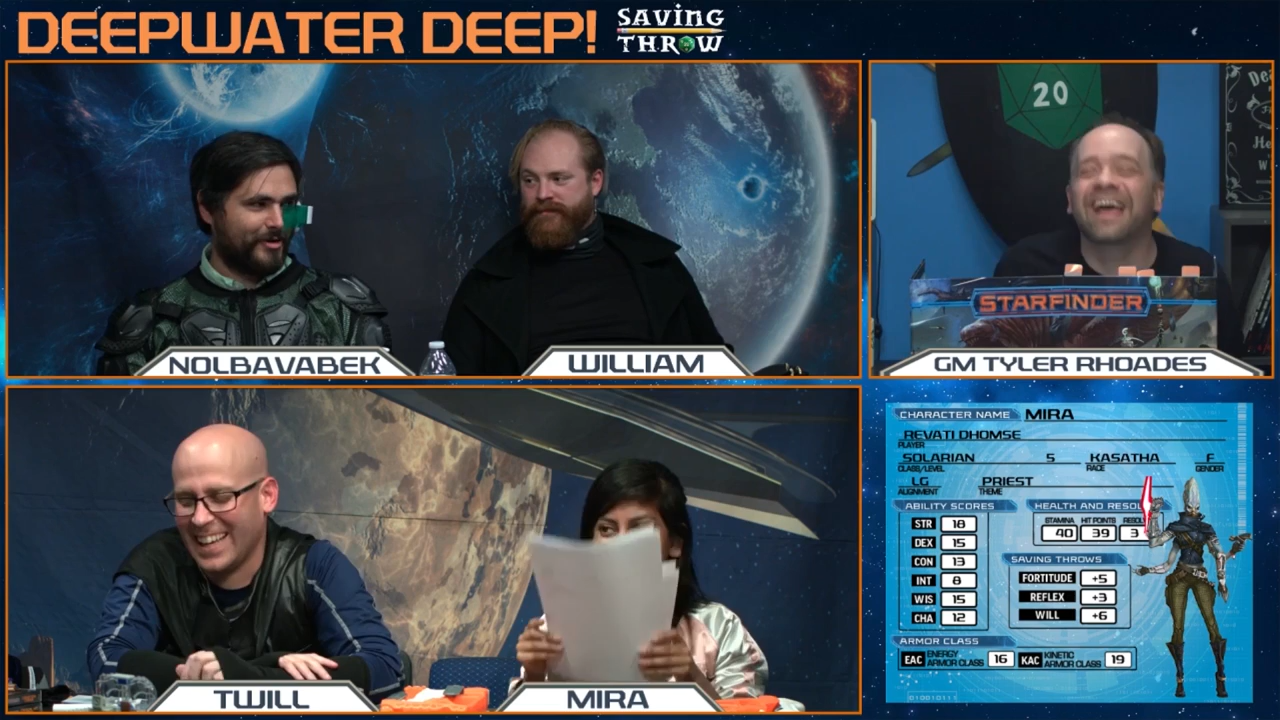 DEEPWATER DEEP!
SAVING
THROW
20
NOLBAVABEK
WILLIAM
STARFINDER
GM TYLER RHOADES
TWILL
MIRA
CHARACTER NAME MIRA
REVATI DHOMSE
PLAYER
SOLARIAN 5 KASATHA F
CLASS/LEVEL RACE GENDER
LG PRIEST
ALIGNMENT THEME
ABILITY SCORES
STR 18
DEX 15
CON 13
INT 8
WIS 15
CHA 12
HEALTH AND RESOL
STAMINA HIT POINTS RESOL
40 39 3
SAVING THROWS
FORTITUDE +5
REFLEX +3
WILL +6
ARMOR CLASS
EAC ENERGY ARMOR CLASS 16 KAC KINETIC ARMOR CLASS 19